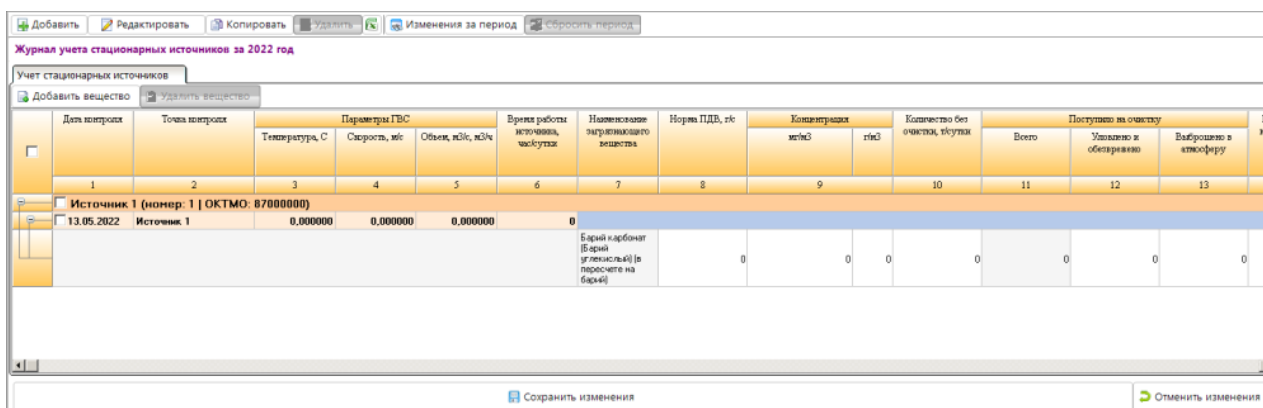 Добавить Редактировать Копировать Удалить Изменения за период Сбросить период
Журнал учета стационарных источников за 2022 год
Учет стационарных источников
Добавить вещество Удалить вещество
Дата контроля Точка контроля Параметры ГВС Время работы источника, час/сутки Наименование загрязняющего вещества Норма ПДВ, г/с Концентрация Количество без очистки, т/сутки Поступило на очистку
Температура, С Скорость, м/с Объем, м3/с, м3/ч мг/м3 г/м3 Всего Уловлено и обезврежено Выброшено в атмосферу
1 2 3 4 5 6 7 8 9 10 11 12 13
Источник 1 (номер: 1 | ОКТМО: 87000000)
13.05.2022 Источник 1 0,000000 0,000000 0,000000 0
Барий карбонат
(Барий
углекислый) (в
пересчете на
барий)
0 0 0 0 0 0 0
Сохранить изменения Отменить изменения